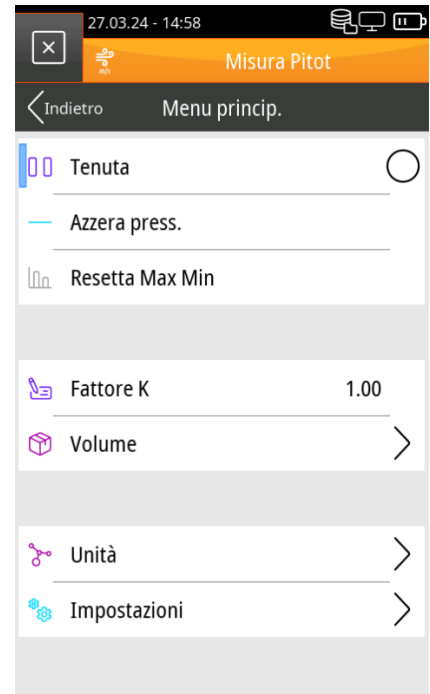 27.03.24 - 14:58
m/s
Misura Pitot
Indietro
Menu princip.
Tenuta
Azzera press.
Resetta Max Min
Fattore K 1.00
Volume
Unità
Impostazioni